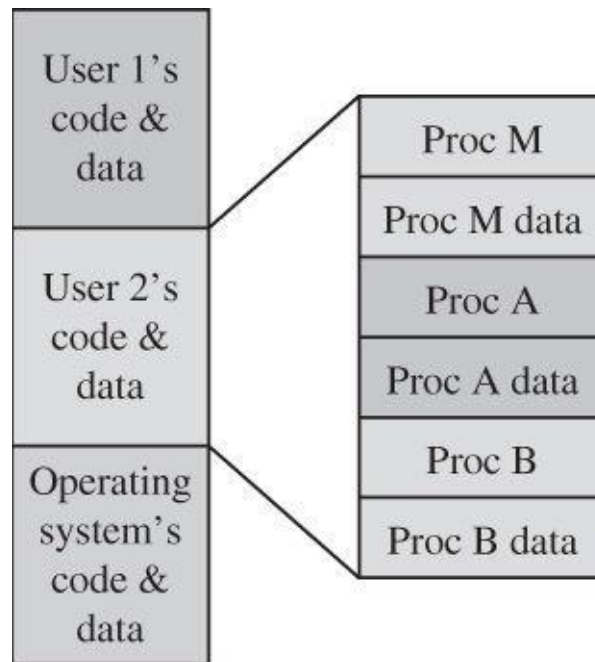 User 1’s
code &
data
User 2’s
code &
data
Operating
system’s
code &
data
Proc M
Proc M data
Proc A
Proc A data
Proc B
Proc B data